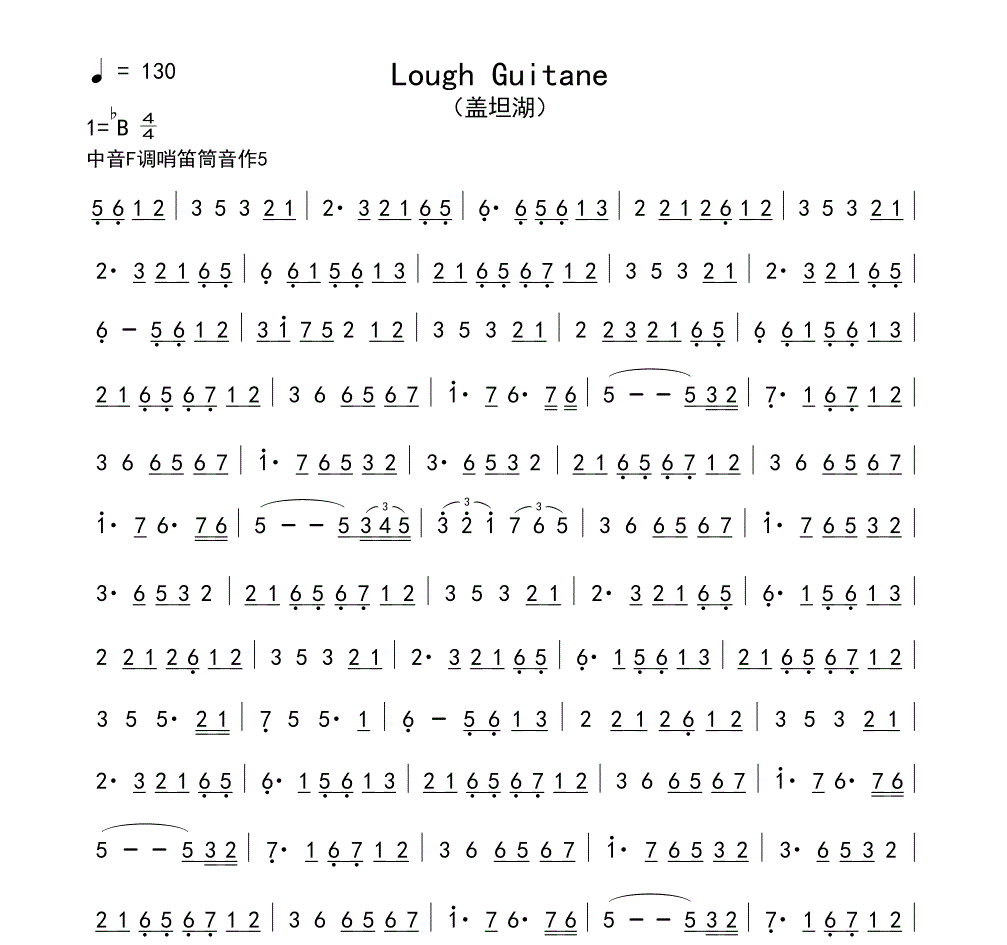 ♩ = 130
Lough Guitane
（盖坦湖）
1=♭B 4/4
中音F调哨笛筒音作5
5̣ 6̣ 1 2 | 3 5 3 2 1 | 2· 3 2 1 6̣ 5̣ | 6̣· 6̣ 5̣ 6̣ 1 3 | 2 2 1 2 6̣ 1 2 | 3 5 3 2 1 |
2· 3 2 1 6̣ 5̣ | 6̣ 6̣ 1 5̣ 6̣ 1 3 | 2 1 6̣ 5̣ 6̣ 7̣ 1 2 | 3 5 3 2 1 | 2· 3 2 1 6̣ 5̣ |
6̣ – 5̣ 6̣ 1 2 | 3 1̇ 7 5 2 1 2 | 3 5 3 2 1 | 2 2 3 2 1 6̣ 5̣ | 6̣ 6̣ 1 5̣ 6̣ 1 3 |
2 1 6̣ 5̣ 6̣ 7̣ 1 2 | 3 6 6 5 6 7 | 1̇· 7 6· 7 6 | 5 – – 5 3 2 | 7̣· 1 6̣ 7̣ 1 2 |
3 6 6 5 6 7 | 1̇· 7 6 5 3 2 | 3· 6 5 3 2 | 2 1 6̣ 5̣ 6̣ 7̣ 1 2 | 3 6 6 5 6 7 |
1̇· 7 6· 7 6 | 5 – – 5 3 4 5 | 3̇ 2̇ 1̇ 7 6 5 | 3 6 6 5 6 7 | 1̇· 7 6 5 3 2 |
3· 6 5 3 2 | 2 1 6̣ 5̣ 6̣ 7̣ 1 2 | 3 5 3 2 1 | 2· 3 2 1 6̣ 5̣ | 6̣· 1 5̣ 6̣ 1 3 |
2 2 1 2 6̣ 1 2 | 3 5 3 2 1 | 2· 3 2 1 6̣ 5̣ | 6̣· 1 5̣ 6̣ 1 3 | 2 1 6̣ 5̣ 6̣ 7̣ 1 2 |
3 5 5· 2 1 | 7̣ 5 5· 1 | 6̣ – 5̣ 6̣ 1 3 | 2 2 1 2 6̣ 1 2 | 3 5 3 2 1 |
2· 3 2 1 6̣ 5̣ | 6̣· 1 5̣ 6̣ 1 3 | 2 1 6̣ 5̣ 6̣ 7̣ 1 2 | 3 6 6 5 6 7 | 1̇· 7 6· 7 6 |
5 – – 5 3 2 | 7̣· 1 6̣ 7̣ 1 2 | 3 6 6 5 6 7 | 1̇· 7 6 5 3 2 | 3· 6 5 3 2 |
2 1 6̣ 5̣ 6̣ 7̣ 1 2 | 3 6 6 5 6 7 | 1̇· 7 6· 7 6 | 5 – – 5 3 2 | 7̣· 1 6̣ 7̣ 1 2 |